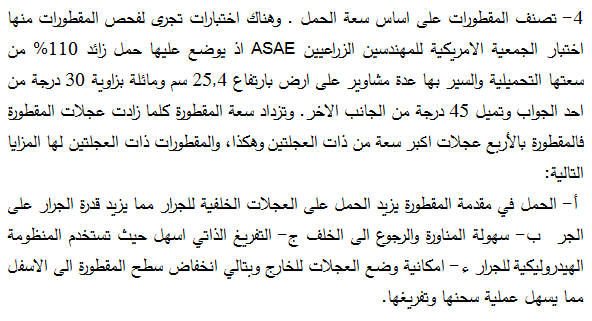 4- تصنف المقطورات على اساس سعة الحمل . وهناك اختبارات تجرى لفحص المقطورات منها
اختبار الجمعية الامريكية للمهندسين الزراعيين ASAE اذ يوضع عليها حمل زائد 110% من
سعتها التحميلية والسير بها عدة مشاوير على ارض بارتفاع 25,4 سم ومائلة بزاوية 30 درجة من
احد الجواب وتميل 45 درجة من الجانب الاخر. وتزداد سعة المقطورة كلما زادت عجلات المقطورة
فالمقطورة بالأربع عجلات اكبر سعة من ذات العجلتين وهكذا، والمقطورات ذات العجلتين لها المزايا
التالية:
أ- الحمل في مقدمة المقطورة يزيد الحمل على العجلات الخلفية للجرار مما يزيد قدرة الجرار على
الجر ب- سهولة المناورة والرجوع الى الخلف ج- التفريغ الذاتي اسهل حيث تستخدم المنظومة
الهيدروليكية للجرار ء- امكانية وضع العجلات للخارج وبتالي انخفاض سطح المقطورة الى الاسفل
مما يسهل عملية سحنها وتفريغها.